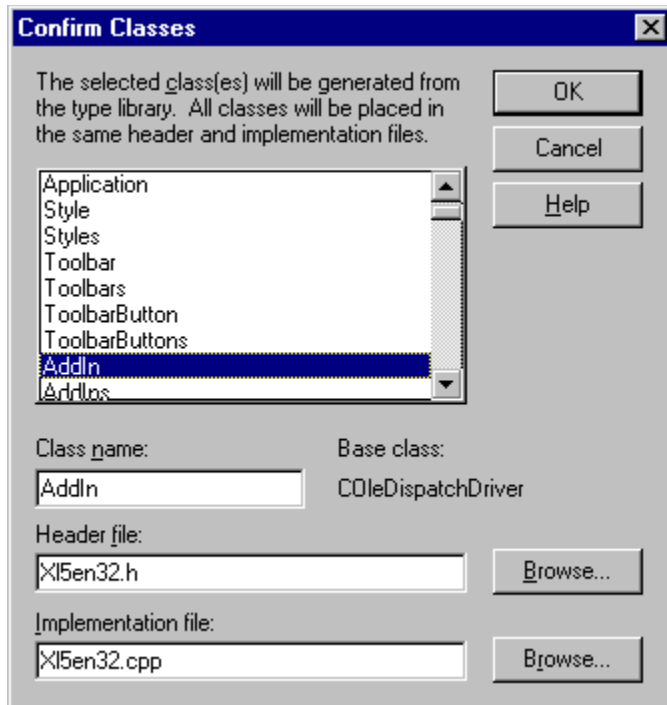 Confirm Classes
The selected class(es) will be generated from
the type library. All classes will be placed in
the same header and implementation files.
OK
Cancel
Help
Application
Style
Styles
Toolbar
Toolbars
ToolbarButton
ToolbarButtons
AddIn
AddIns
Class name:
Base class:
AddIn
COleDispatchDriver
Header file:
Xl5en32.h
Browse...
Implementation file:
Xl5en32.cpp
Browse...